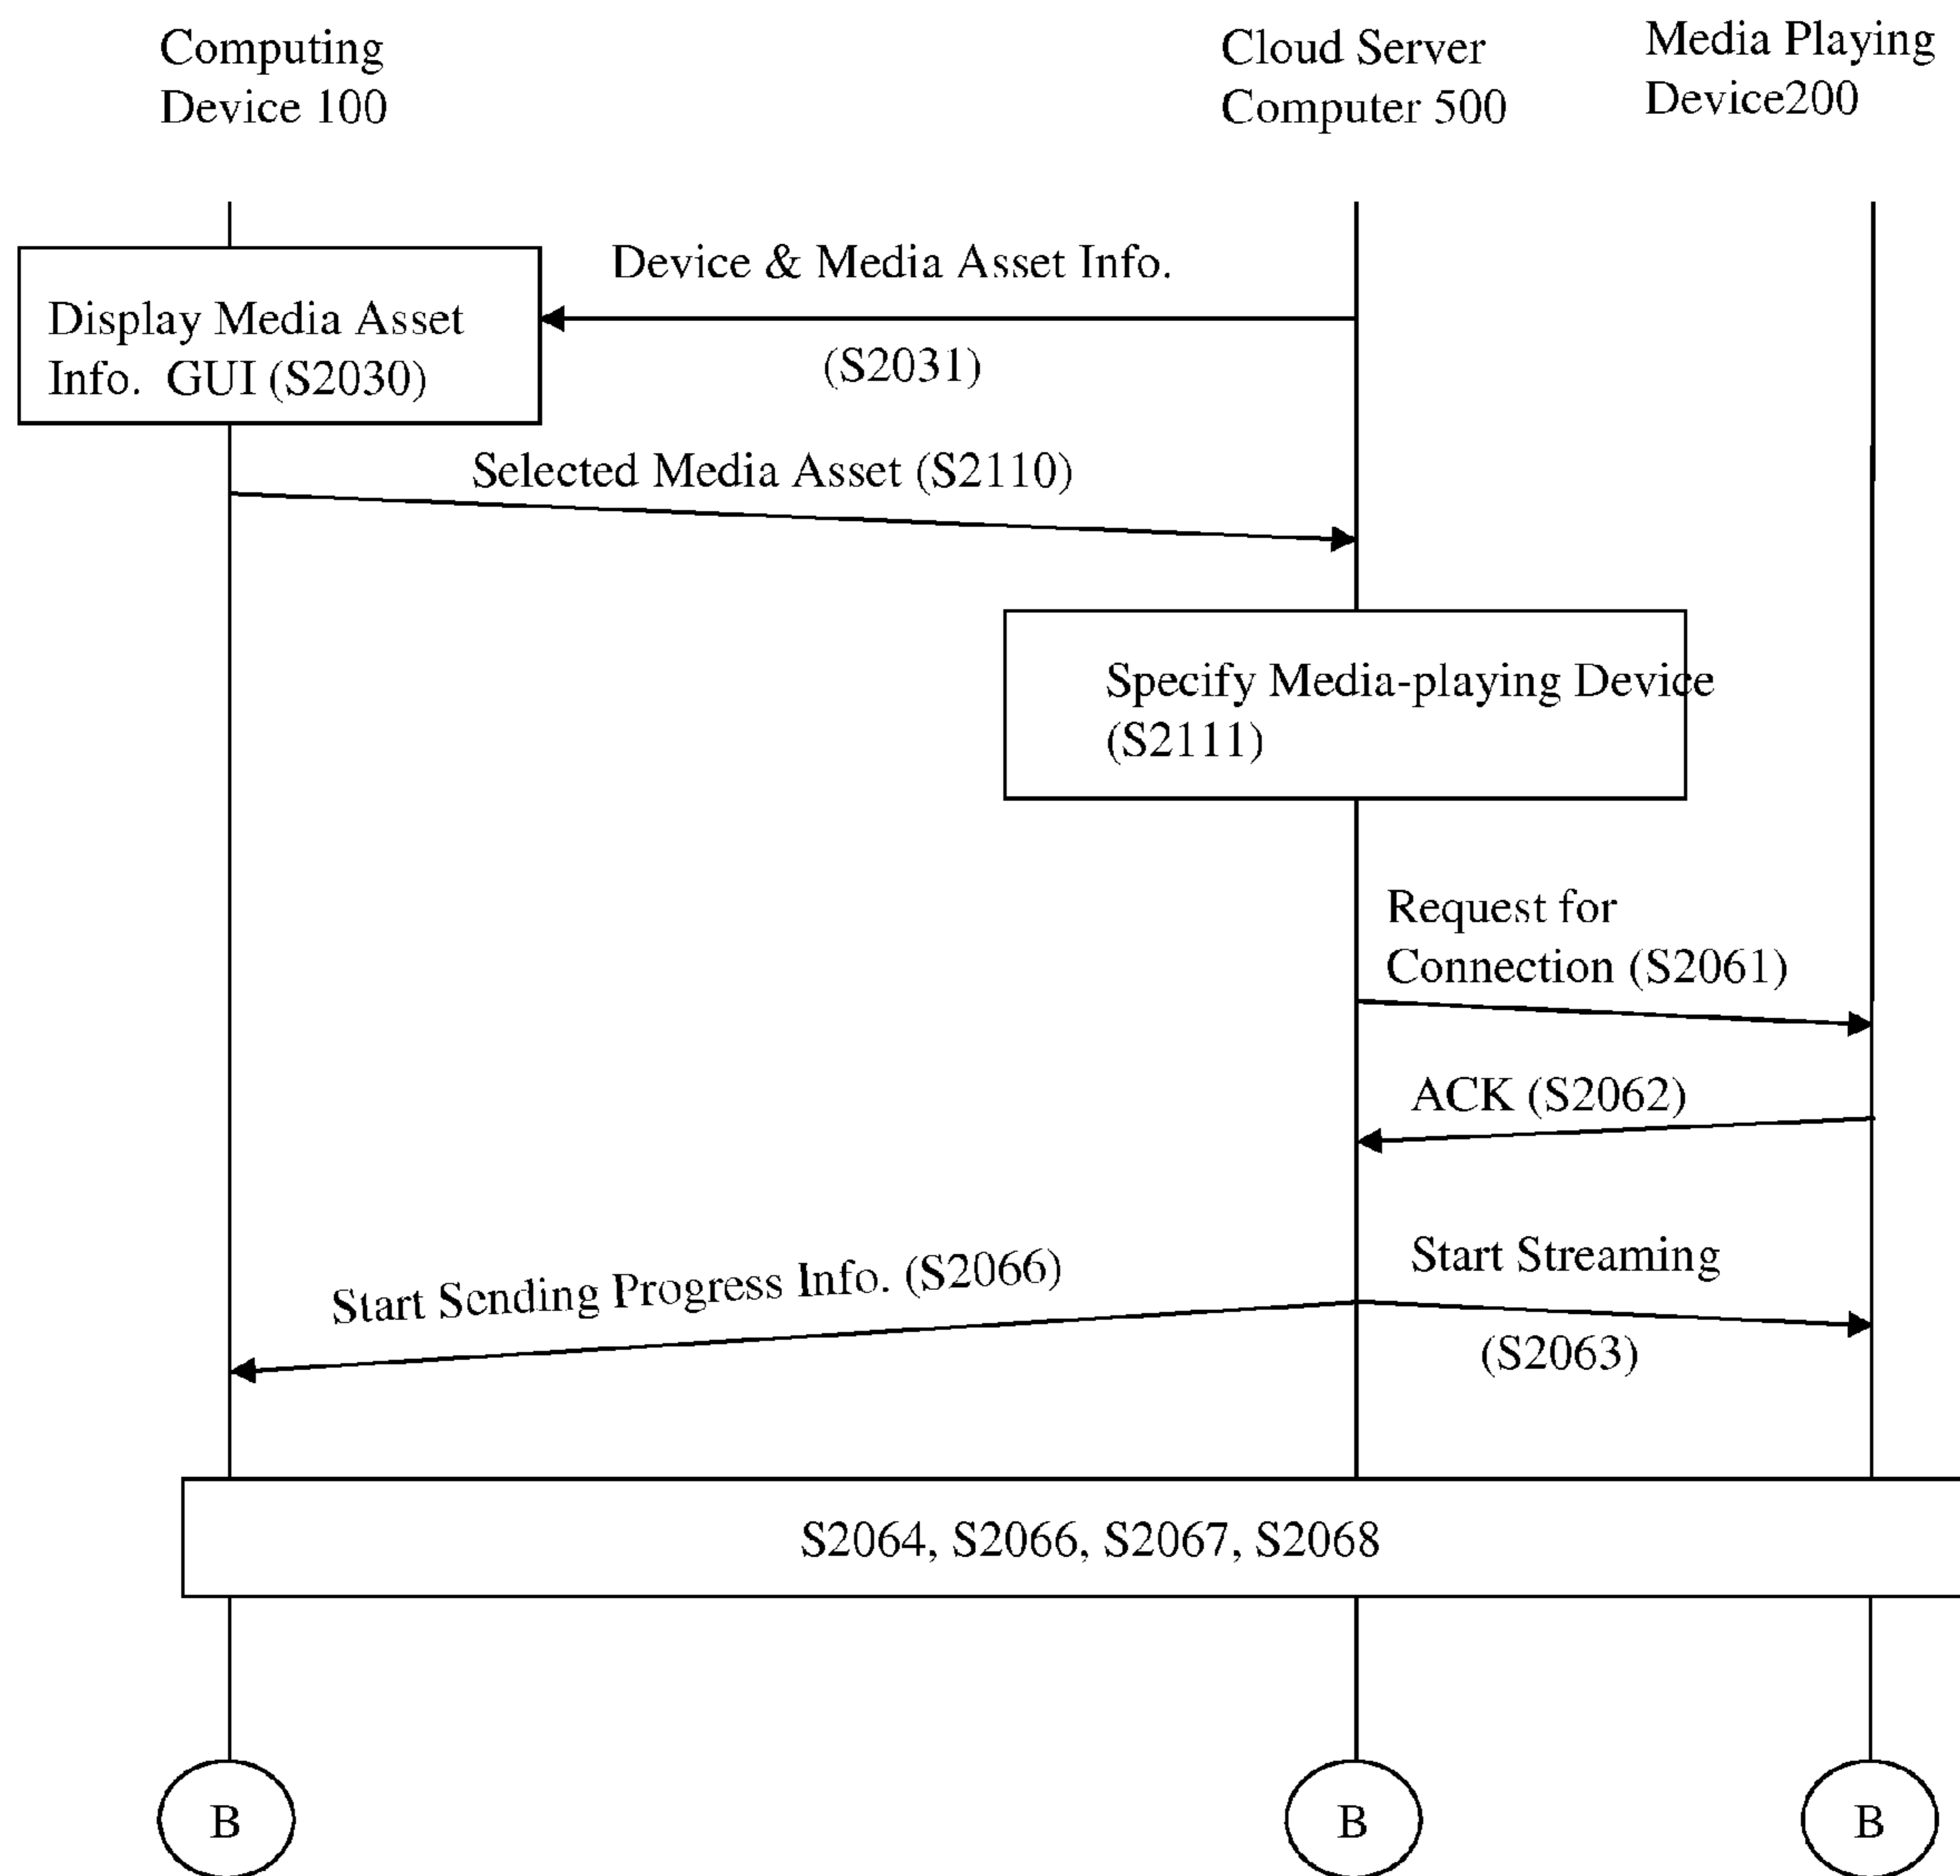 Computing
Device 100
Cloud Server
Computer 500
Media Playing
Device200
Device & Media Asset Info.
(S2031)
Display Media Asset
Info. GUI (S2030)
Selected Media Asset (S2110)
Specify Media-playing Device
(S2111)
Request for
Connection (S2061)
ACK (S2062)
Start Sending Progress Info. (S2066)
Start Streaming
(S2063)
S2064, S2066, S2067, S2068
B
B
B